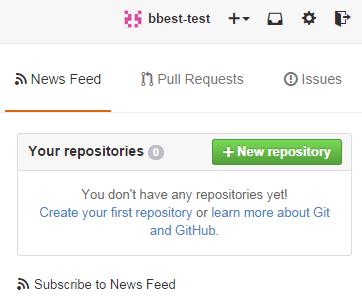 bbest-test
News Feed
Pull Requests
Issues
Your repositories 0
New repository
You don't have any repositories yet!
Create your first repository or learn more about Git
and GitHub.
Subscribe to News Feed